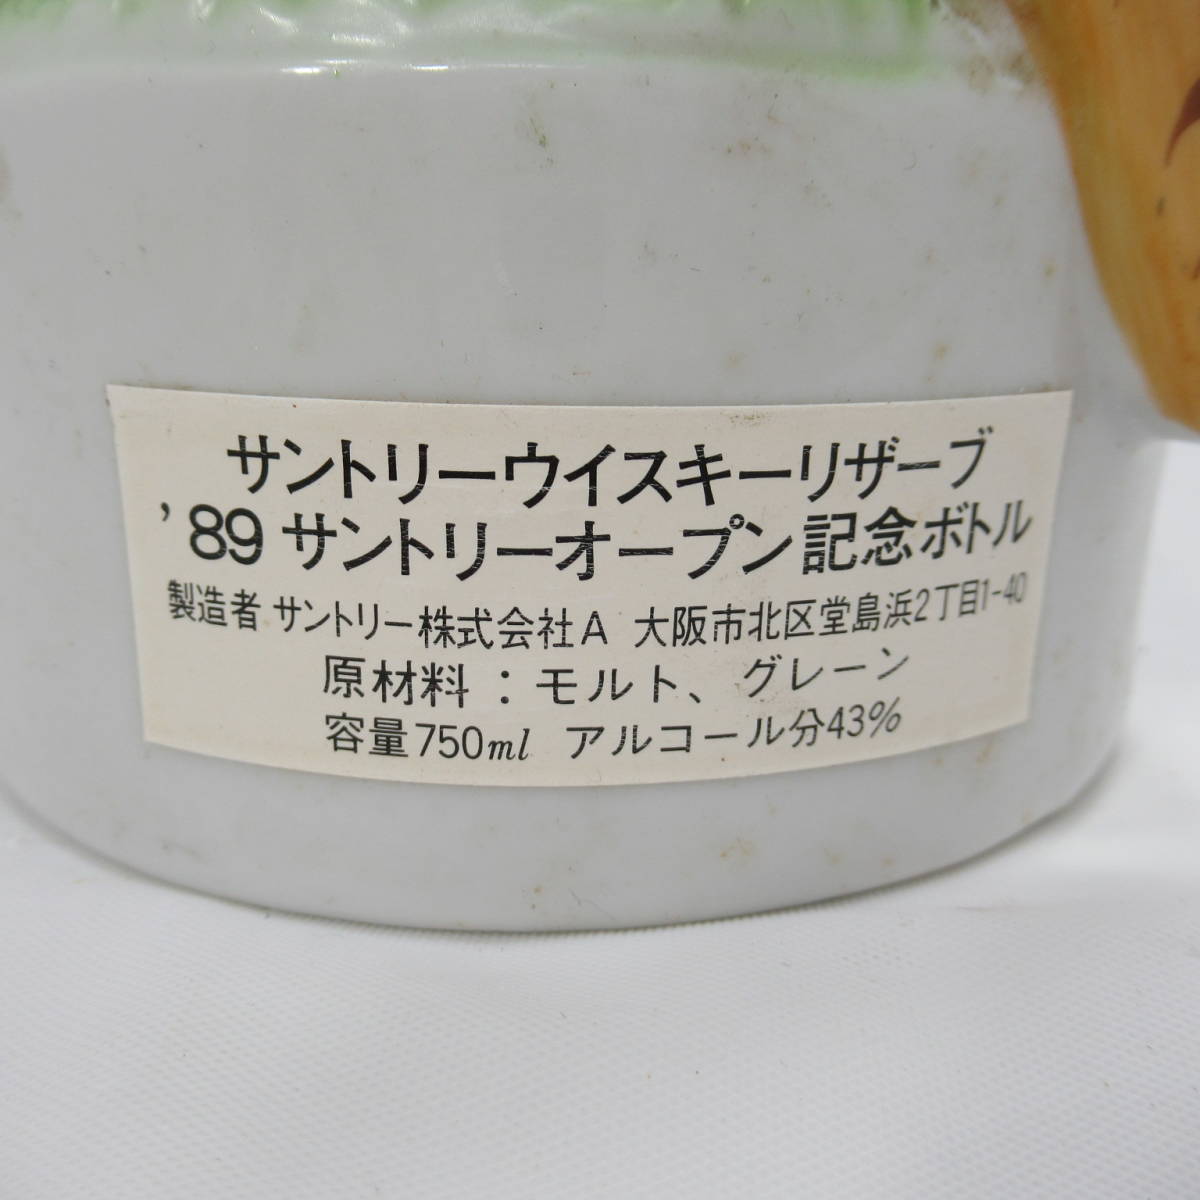 サントリーウイスキーリザーブ
’89 サントリーオープン記念ボトル
製造者 サントリー株式会社A 大阪市北区堂島浜2丁目1-40
原材料：モルト、グレーン
容量750ml アルコール分43%